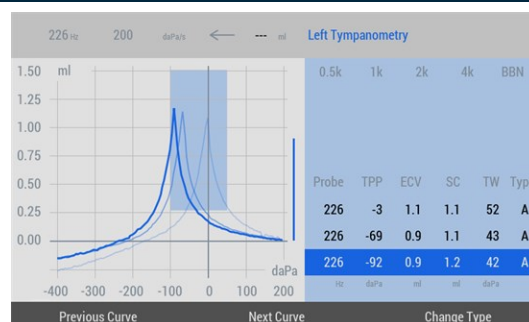 226 Hz 200 daPa/s --- ml Left Tympanometry
1.50 ml
1.25
1.00
0.75
0.50
0.25
0.00
-400 -300 -200 -100 0 100 200
daPa
0.5k 1k 2k 4k BBN
Probe TPP ECV SC TW Typ
226 -3 1.1 1.1 52 A
226 -69 0.9 1.1 43 A
226 -92 0.9 1.2 42 A
Hz daPa ml ml daPa
Previous Curve Next Curve Change Type